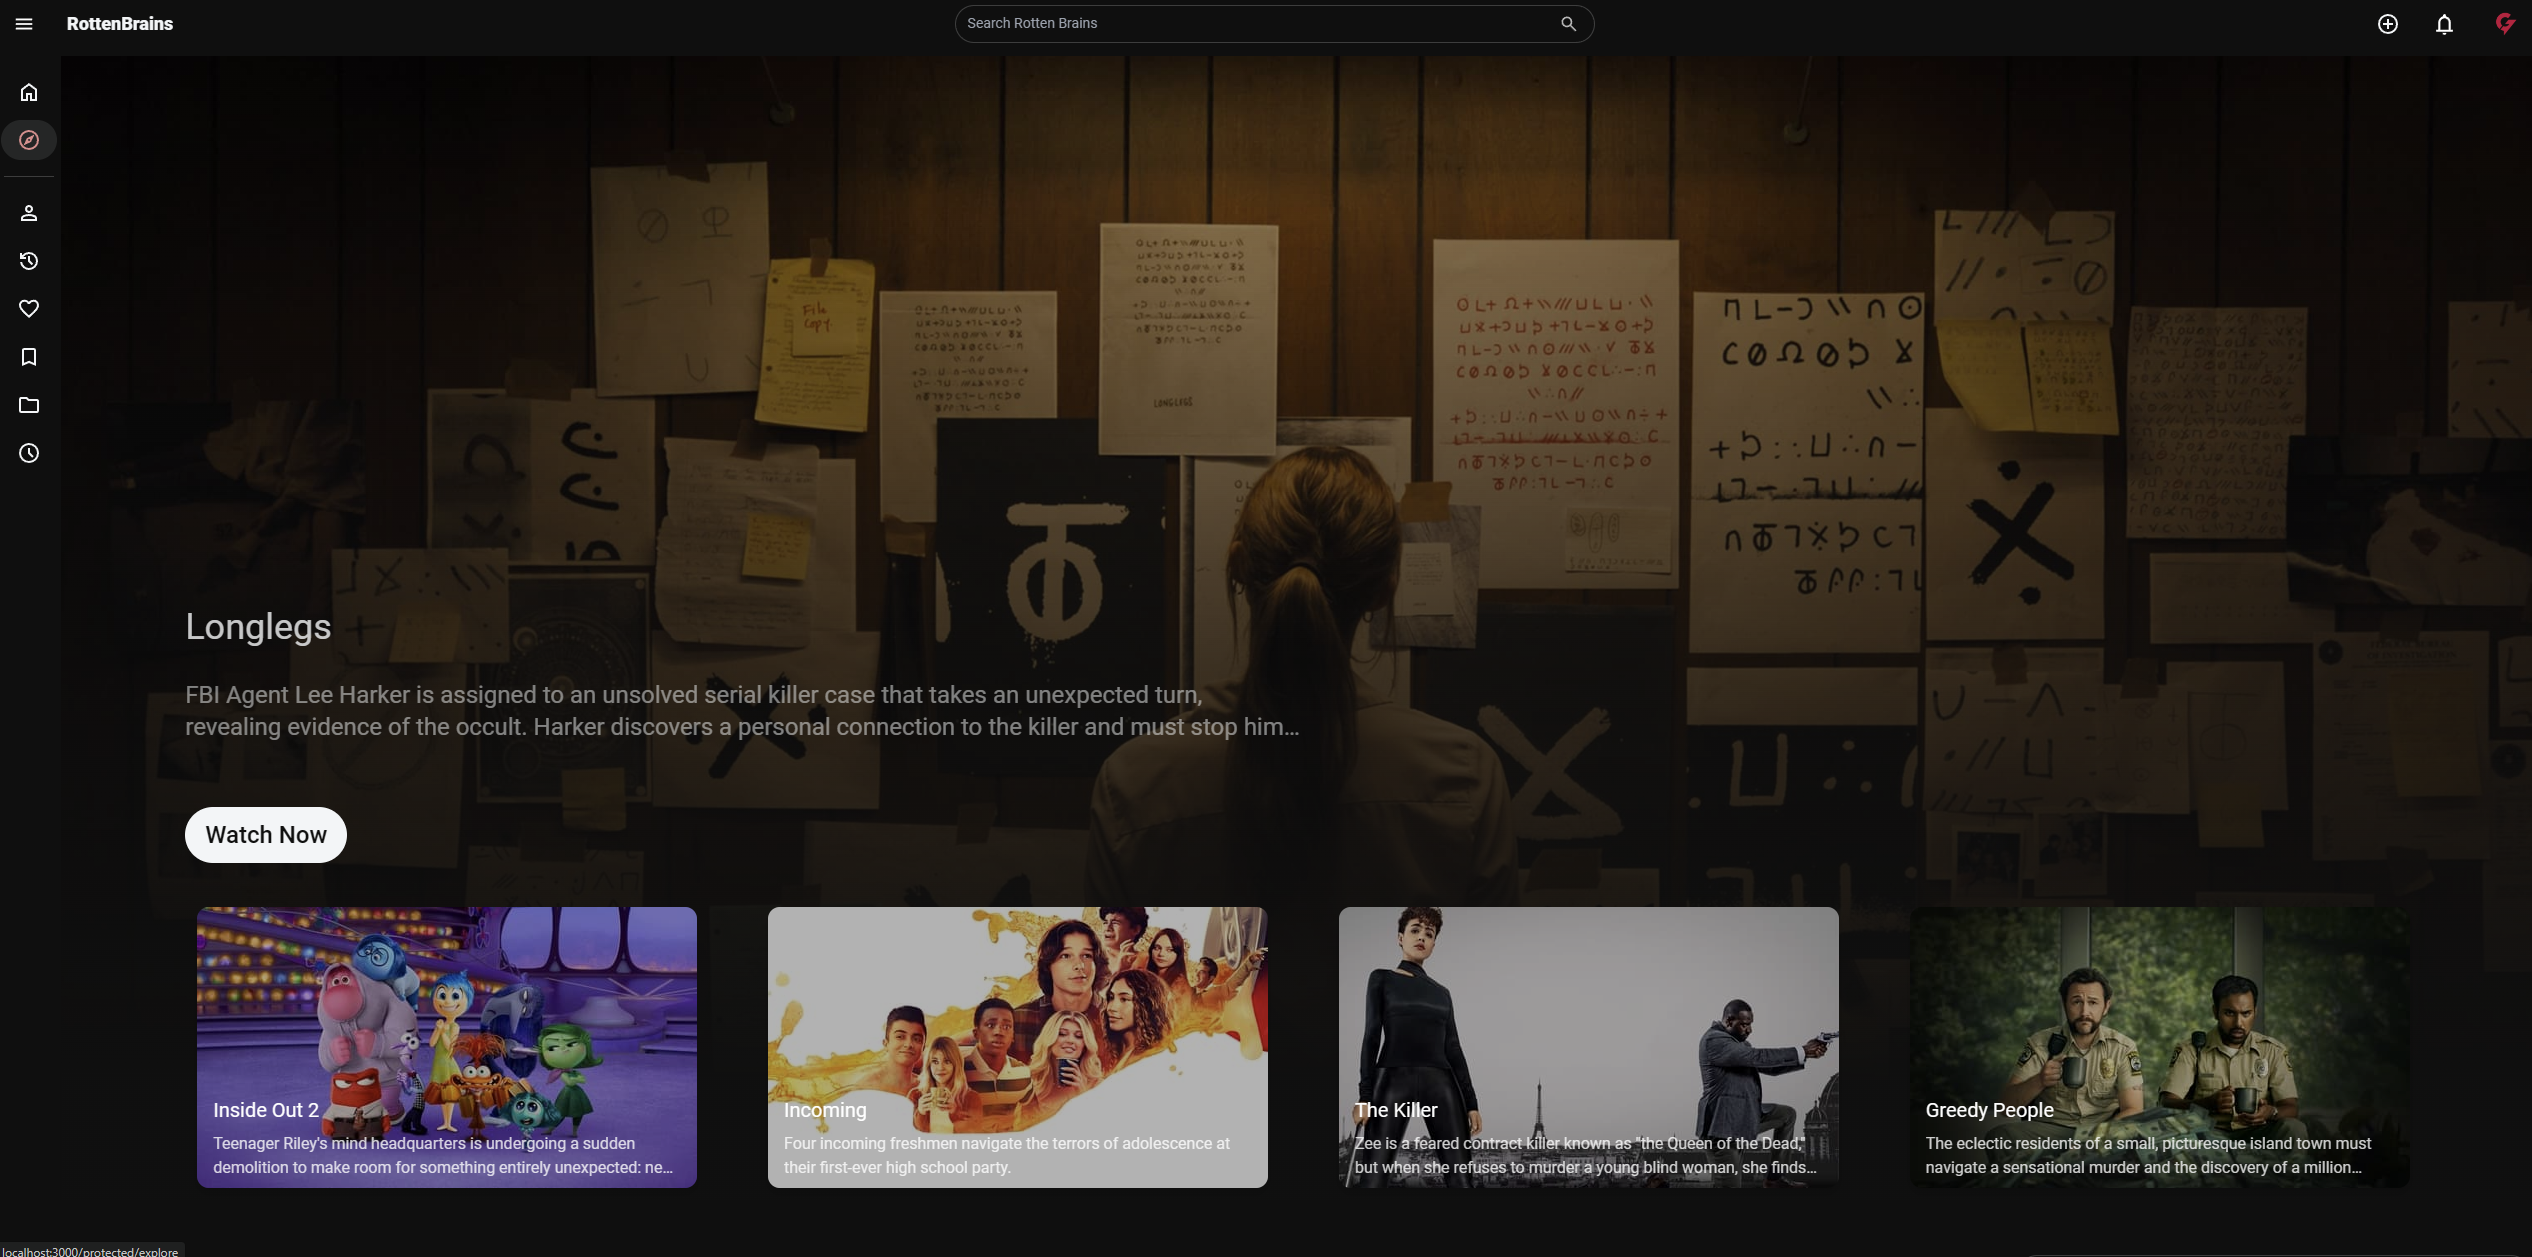 RottenBrains
Search Rotten Brains
File
Copy.
LONGLEGS
Longlegs
FBI Agent Lee Harker is assigned to an unsolved serial killer case that takes an unexpected turn,
revealing evidence of the occult. Harker discovers a personal connection to the killer and must stop him...
Watch Now
Inside Out 2
Teenager Riley's mind headquarters is undergoing a sudden
demolition to make room for something entirely unexpected: ne...
Incoming
Four incoming freshmen navigate the terrors of adolescence at
their first-ever high school party.
The Killer
Zee is a feared contract killer known as "the Queen of the Dead,"
but when she refuses to murder a young blind woman, she finds...
Greedy People
The eclectic residents of a small, picturesque island town must
navigate a sensational murder and the discovery of a million...
localhost:3000/protected/explore